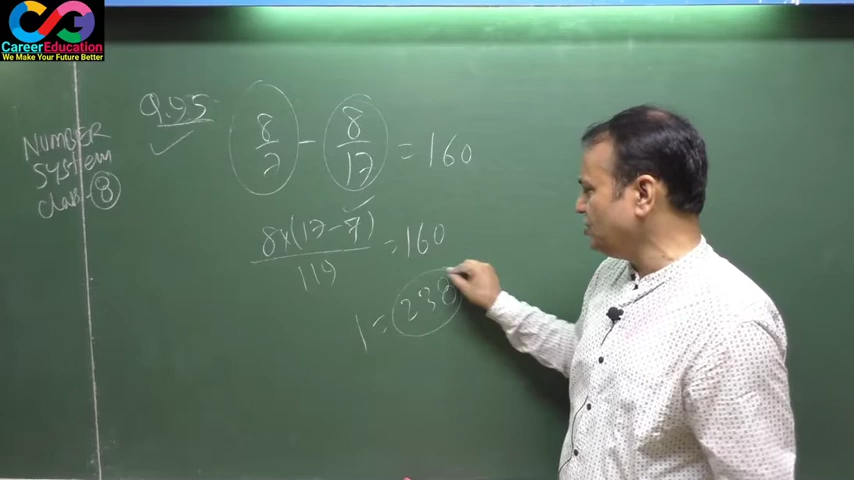 CareerEducation
We Make Your Future Better
NUMBER
System
class-8
Q.95
8/7 - 8/17 = 160
8×(17-7)/119 = 160
1 = 238